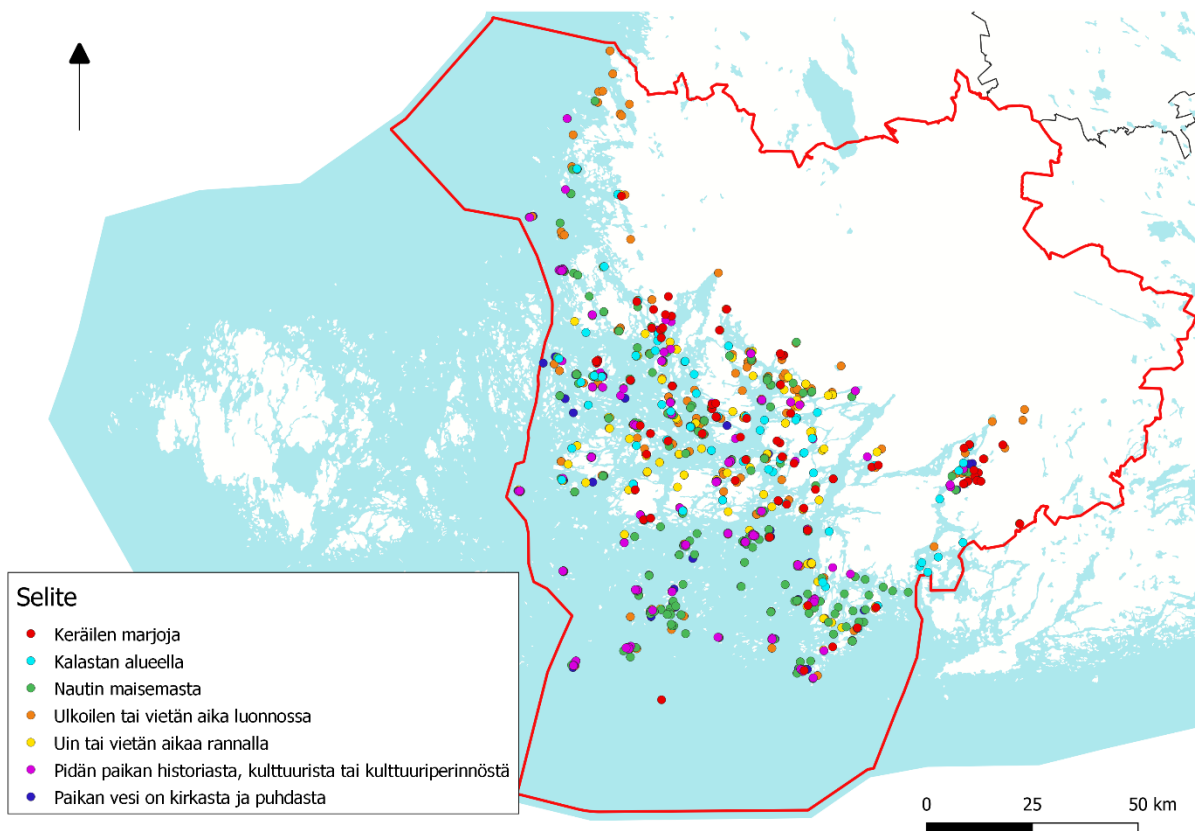 Selite
Keräilen marjoja
Kalastan alueella
Nautin maisemasta
Ulkoilen tai vietän aika luonnossa
Uin tai vietän aikaa rannalla
Pidän paikan historiasta, kulttuurista tai kulttuuriperinnöstä
Paikan vesi on kirkasta ja puhdasta
0 25 50 km